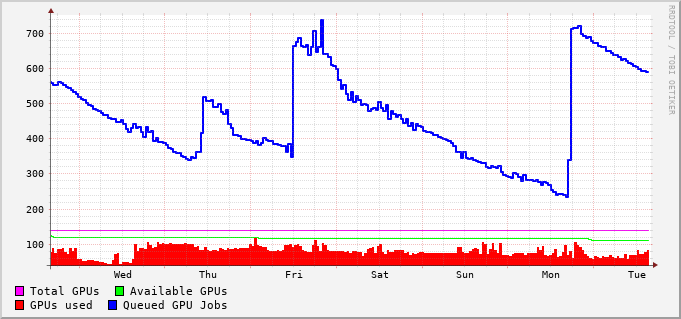 700
600
500
400
300
200
100
Wed Thu Fri Sat Sun Mon Tue
Total GPUs Available GPUs
GPUs used Queued GPU Jobs
RRDTOOL / TOBI OETIKER